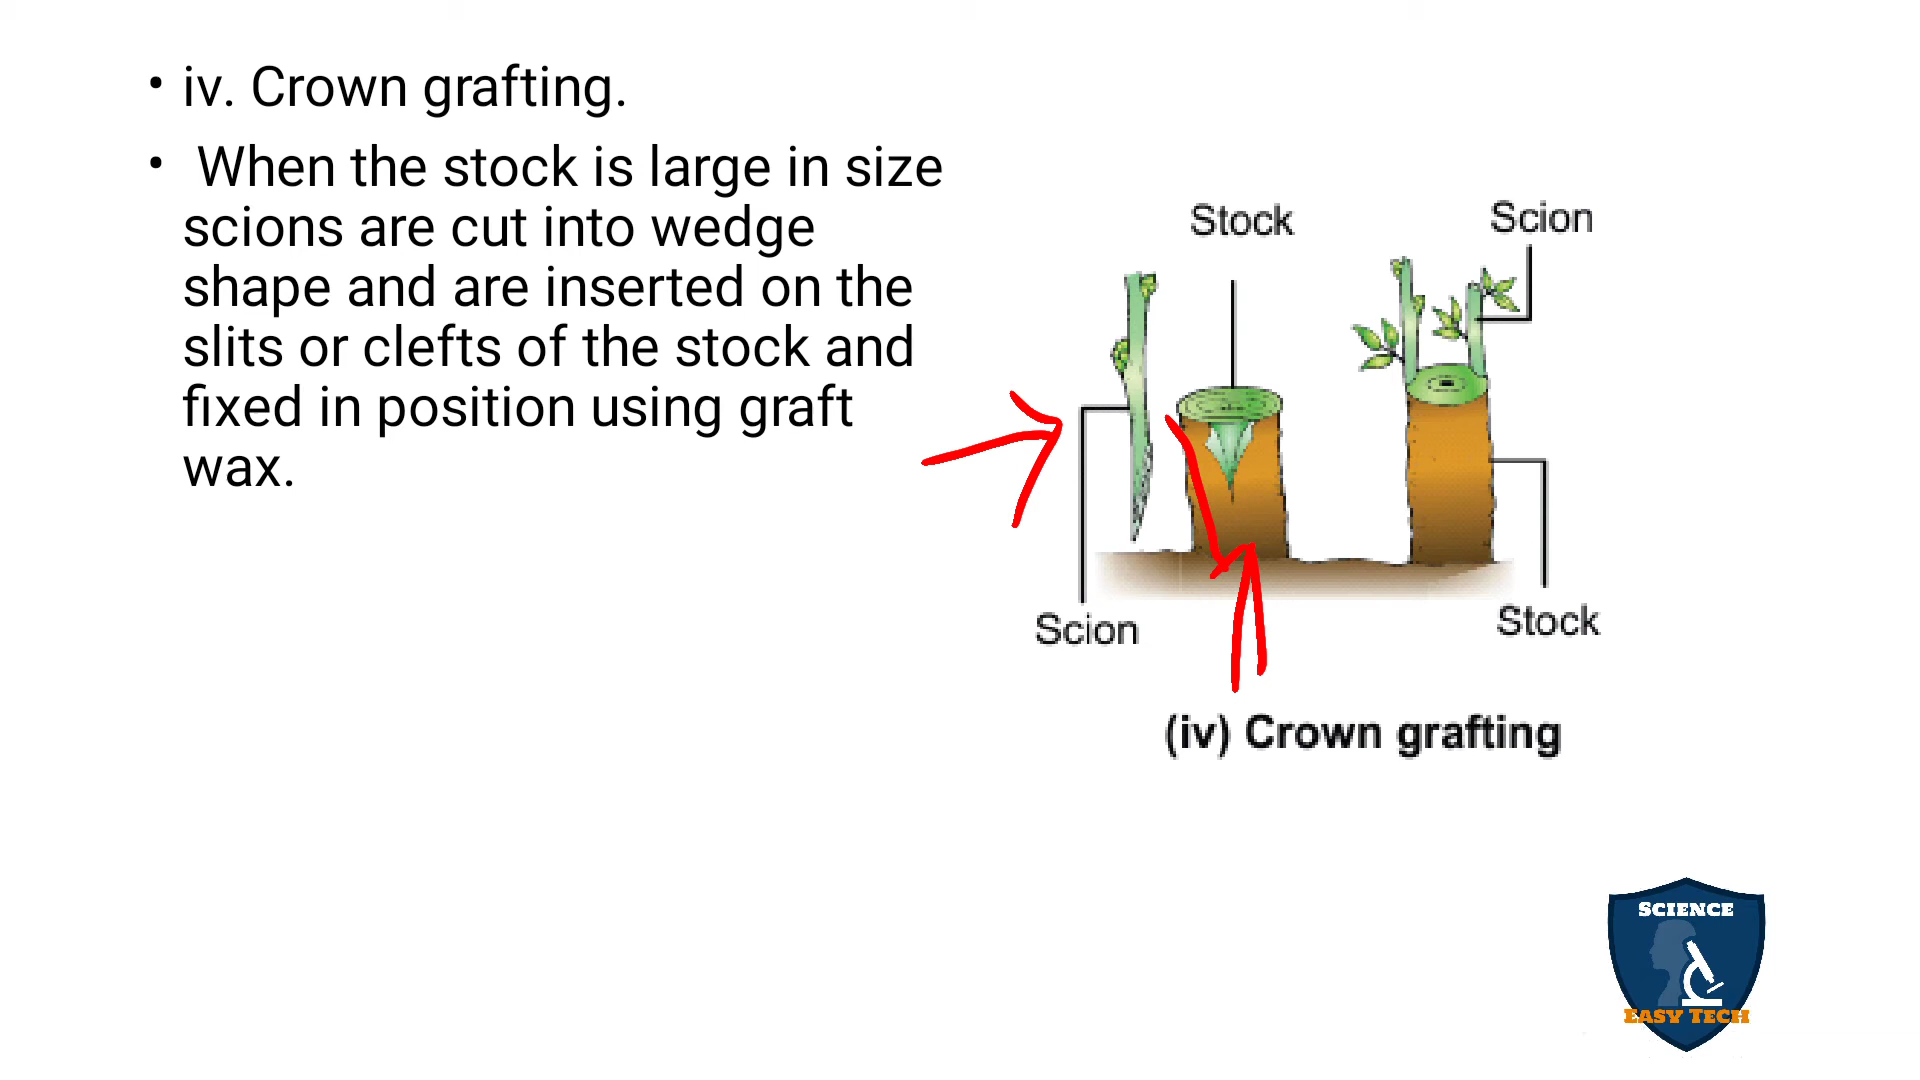 • iv. Crown grafting.
• When the stock is large in size
scions are cut into wedge
shape and are inserted on the
slits or clefts of the stock and
fixed in position using graft
wax.
Stock
Scion
Scion
Stock
(iv) Crown grafting
SCIENCE
EASY TECH